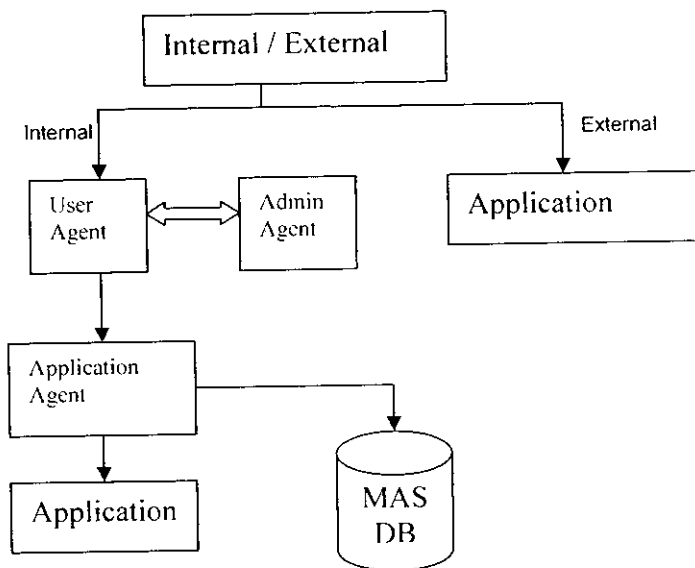 Internal / External
Internal
External
User
Agent
Admin
Agent
Application
Application
Agent
Application
MAS
DB